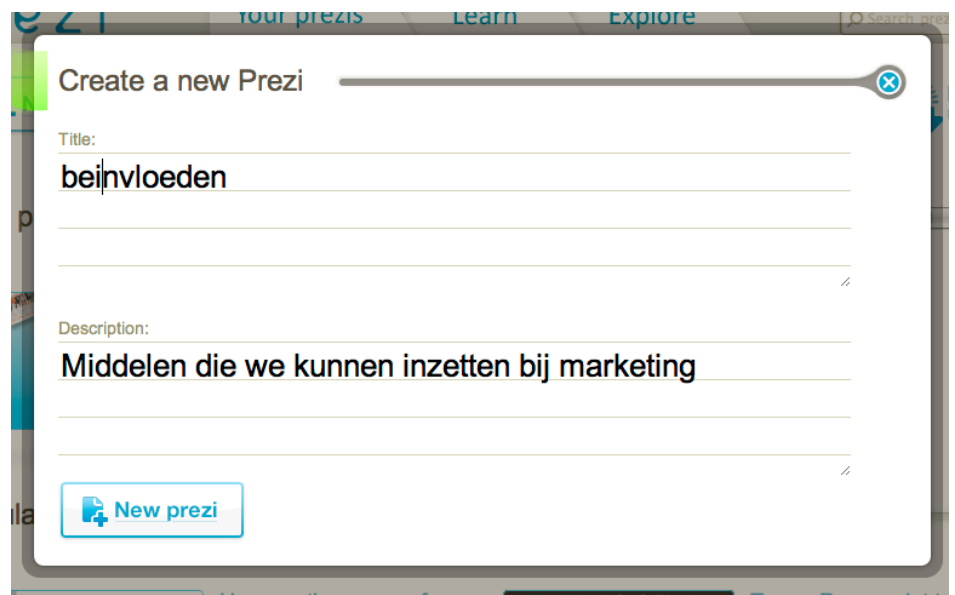 Your prezis Learn Explore Search
Create a new Prezi
Title:
beinvloeden
Description:
Middelen die we kunnen inzetten bij marketing
New prezi